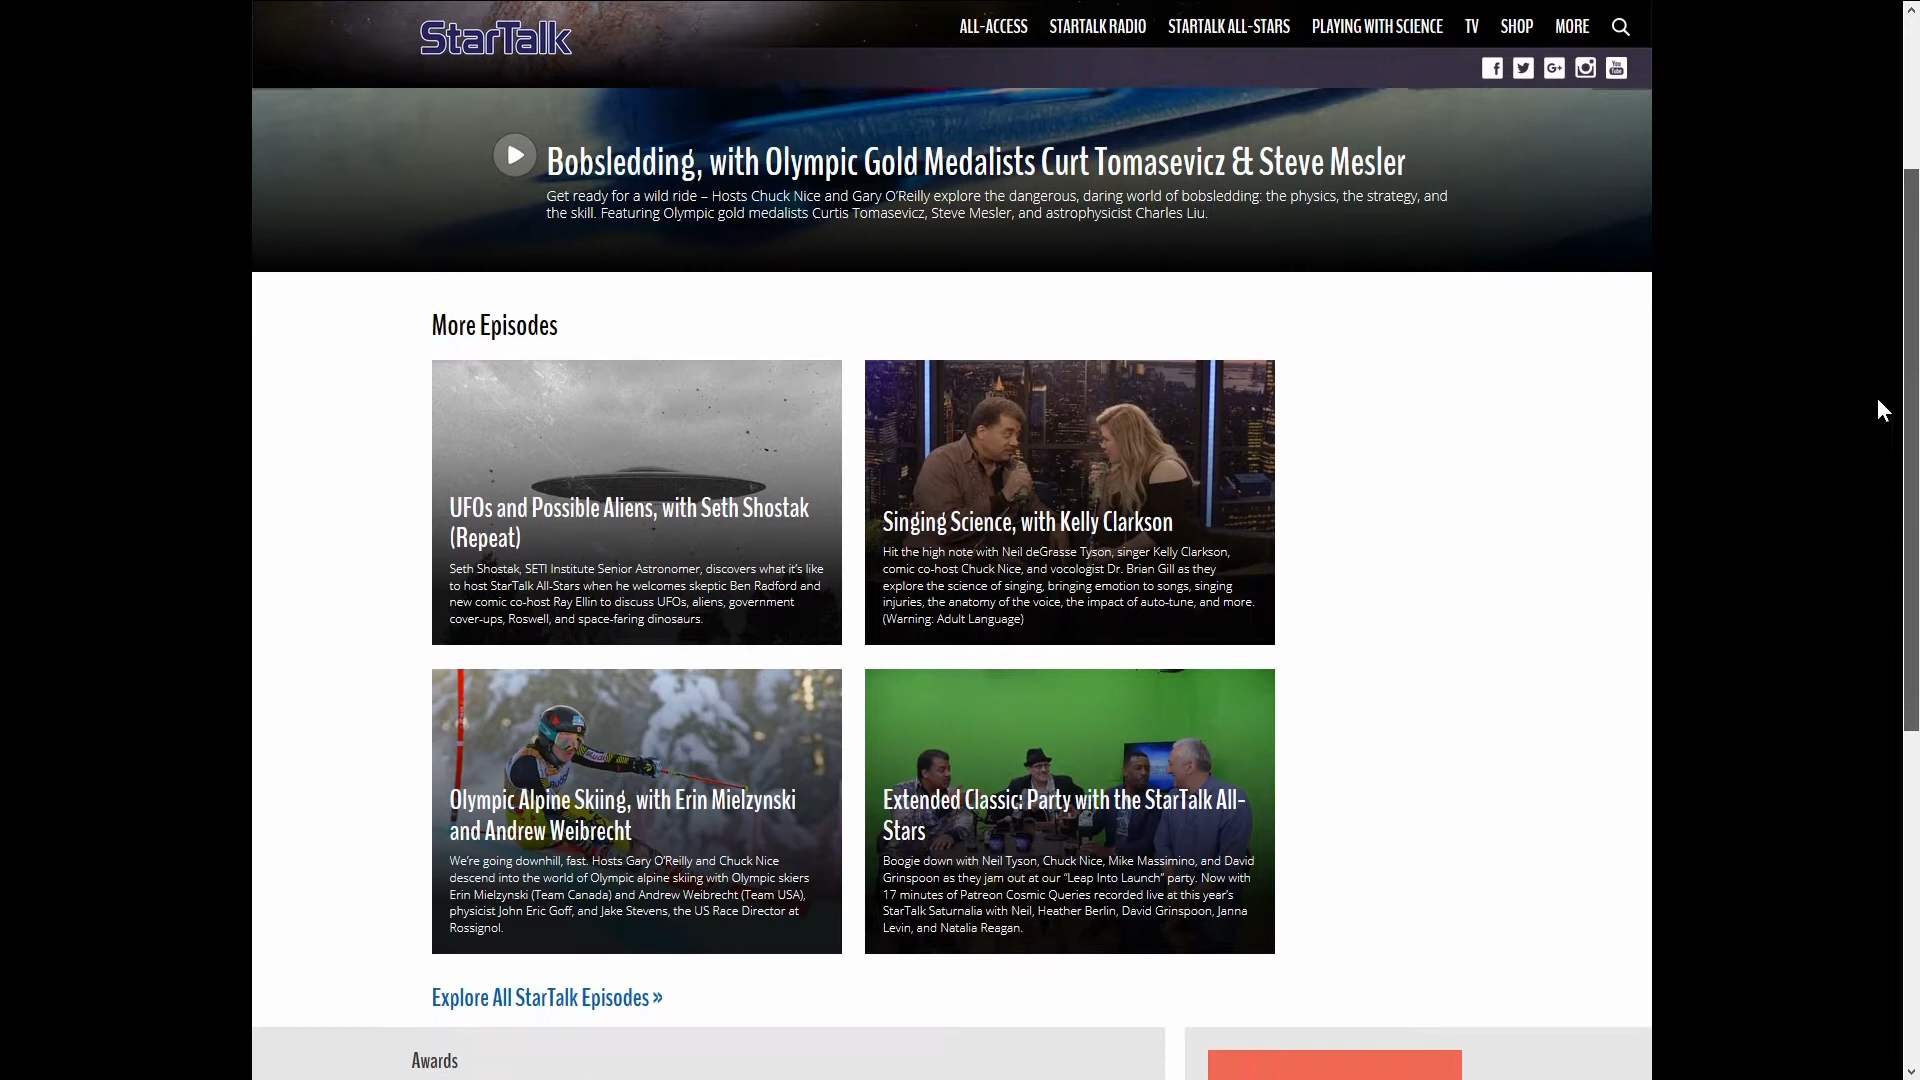 StarTalk
ALL-ACCESS STARTALK RADIO STARTALK ALL-STARS PLAYING WITH SCIENCE TV SHOP MORE
Bobsledding, with Olympic Gold Medalists Curt Tomasevicz & Steve Mesler
Get ready for a wild ride – Hosts Chuck Nice and Gary O'Reilly explore the dangerous, daring world of bobsledding: the physics, the strategy, and
the skill. Featuring Olympic gold medalists Curtis Tomasevicz, Steve Mesler, and astrophysicist Charles Liu.
More Episodes
UFOs and Possible Aliens, with Seth Shostak
(Repeat)
Seth Shostak, SETI Institute Senior Astronomer, discovers what it's like
to host StarTalk All-Stars when he welcomes skeptic Ben Radford and
new comic co-host Ray Ellin to discuss UFOs, aliens, government
cover-ups, Roswell, and space-faring dinosaurs.
Singing Science, with Kelly Clarkson
Hit the high note with Neil deGrasse Tyson, singer Kelly Clarkson,
comic co-host Chuck Nice, and vocologist Dr. Brian Gill as they
explore the science of singing, bringing emotion to songs, singing
injuries, the anatomy of the voice, the impact of auto-tune, and more.
(Warning: Adult Language)
Olympic Alpine Skiing, with Erin Mielzynski
and Andrew Weibrecht
We're going downhill, fast. Hosts Gary O'Reilly and Chuck Nice
descend into the world of Olympic alpine skiing with Olympic skiers
Erin Mielzynski (Team Canada) and Andrew Weibrecht (Team USA),
physicist John Eric Goff, and Jake Stevens, the US Race Director at
Rossignol.
Extended Classic: Party with the StarTalk All-
Stars
Boogie down with Neil Tyson, Chuck Nice, Mike Massimino, and David
Grinspoon as they jam out at our “Leap Into Launch” party. Now with
17 minutes of Patreon Cosmic Queries recorded live at this year's
StarTalk Saturnalia with Neil, Heather Berlin, David Grinspoon, Janna
Levin, and Natalia Reagan.
Explore All StarTalk Episodes »
Awards